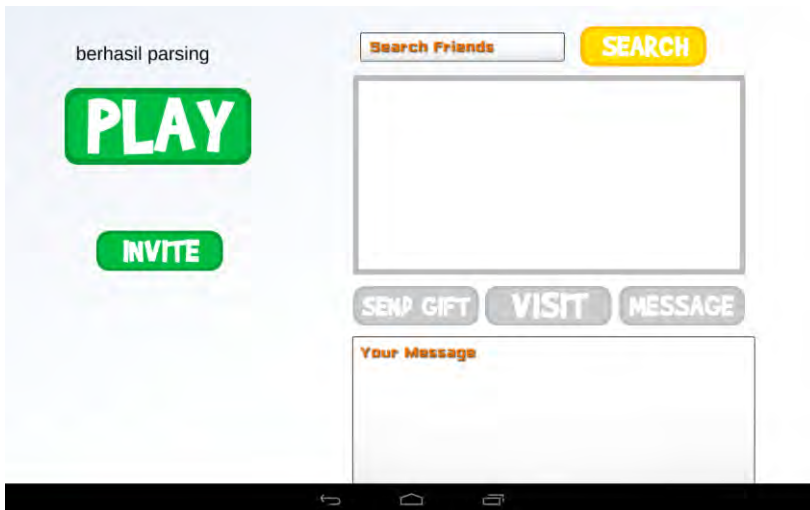 berhasil parsing
PLAY
INVITE
Search Friends
SEARCH
SEND GIFT
VISIT
MESSAGE
Your Message